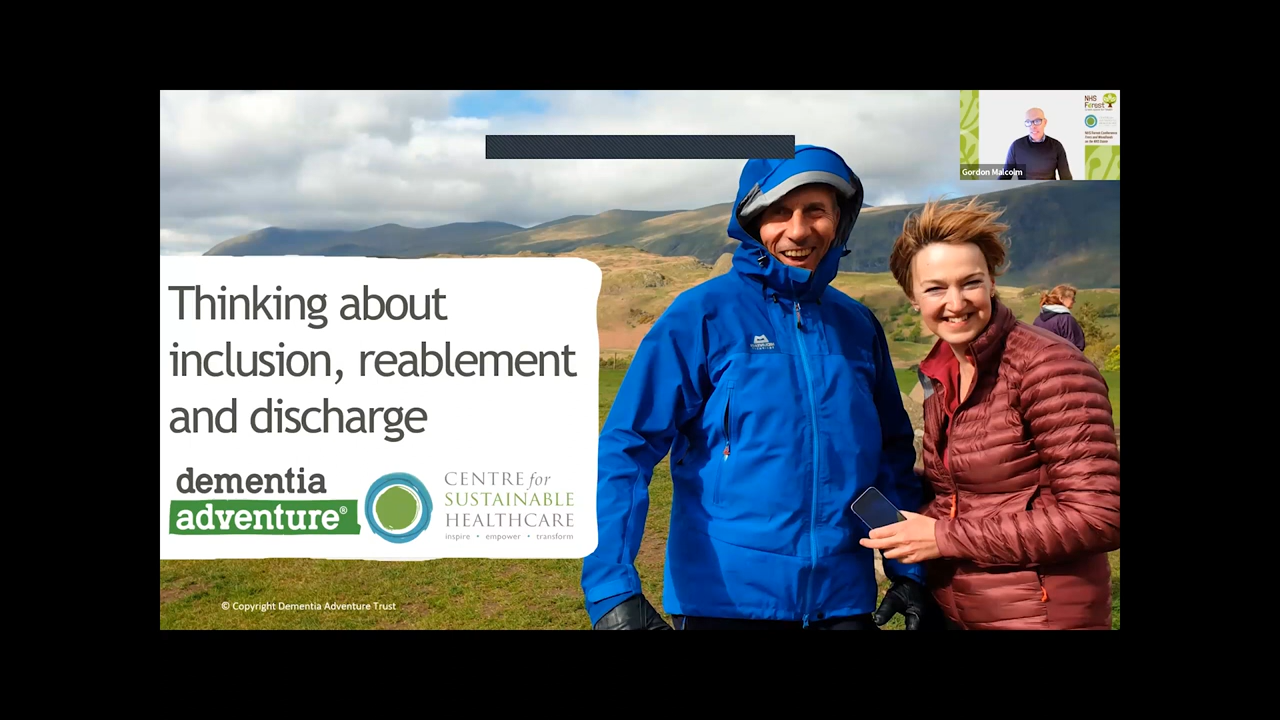 NHS
Forest
Gordon Malcolm
Thinking about
inclusion, reablement
and discharge
dementia
adventure®
CENTRE for
SUSTAINABLE
HEALTHCARE
inspire • empower • transform
© Copyright Dementia Adventure Trust